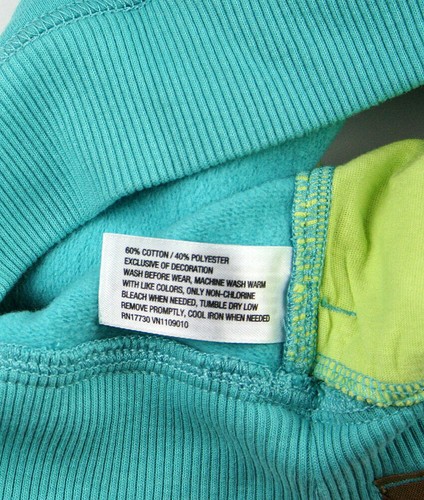 60% COTTON / 40% POLYESTER
EXCLUSIVE OF DECORATION
WASH BEFORE WEAR, MACHINE WASH WARM
WITH LIKE COLORS, ONLY NON-CHLORINE
BLEACH WHEN NEEDED, TUMBLE DRY LOW
REMOVE PROMPTLY, COOL IRON WHEN NEEDED
RN17730 VN1109010